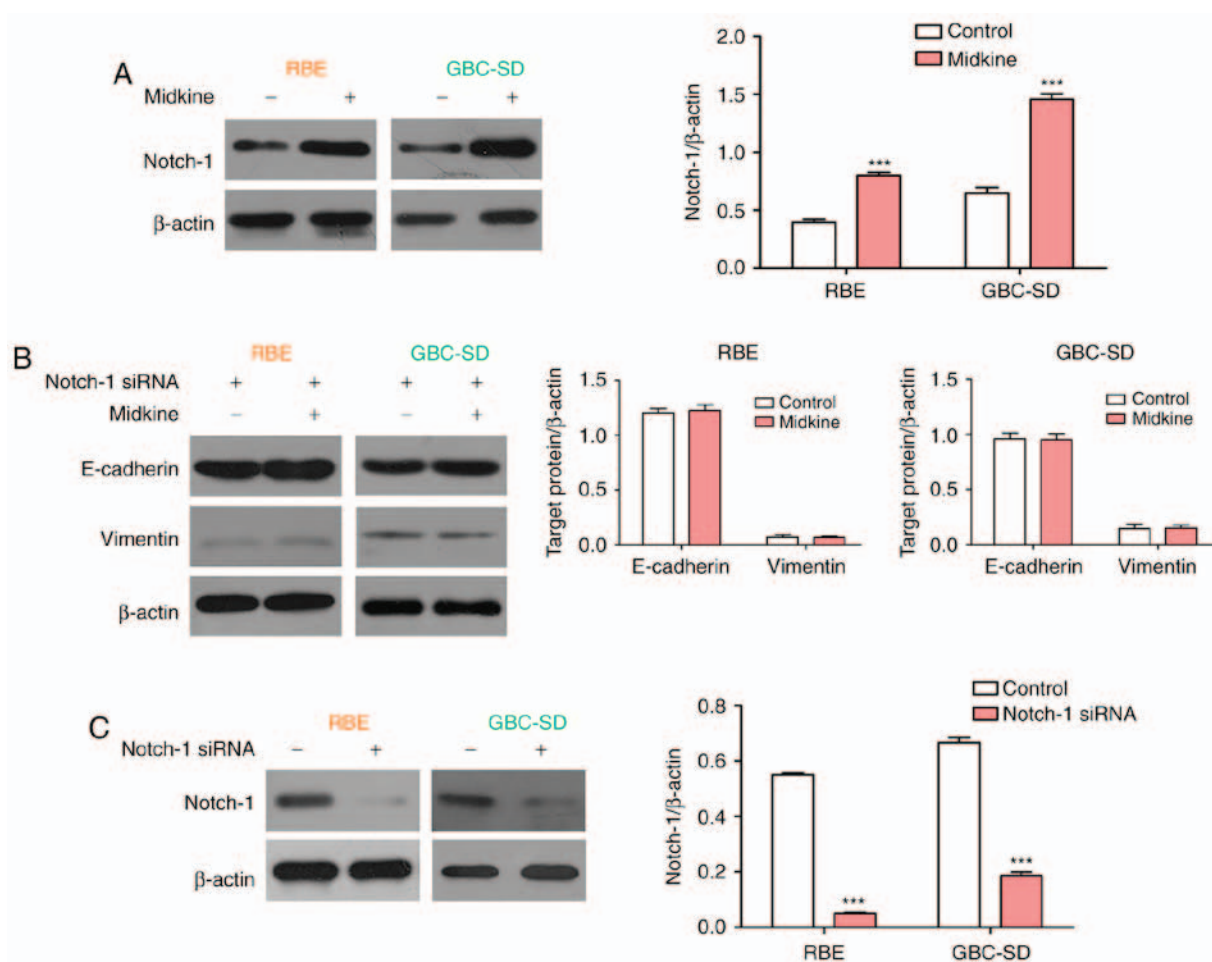 A
RBE
GBC-SD
Midkine
–
+
–
+
Notch-1
β-actin
Control
Midkine
Notch-1/β-actin
2.0
1.5
1.0
0.5
0.0
***
***
RBE
GBC-SD
B
RBE
GBC-SD
Notch-1 siRNA
+
+
+
+
Midkine
–
+
–
+
E-cadherin
Vimentin
β-actin
RBE
Target protein/β-actin
1.5
1.0
0.5
0.0
Control
Midkine
E-cadherin
Vimentin
GBC-SD
Target protein/β-actin
1.5
1.0
0.5
0.0
Control
Midkine
E-cadherin
Vimentin
C
RBE
GBC-SD
Notch-1 siRNA
–
+
–
+
Notch-1
β-actin
Control
Notch-1 siRNA
Notch-1/β-actin
0.8
0.6
0.4
0.2
0.0
***
***
RBE
GBC-SD